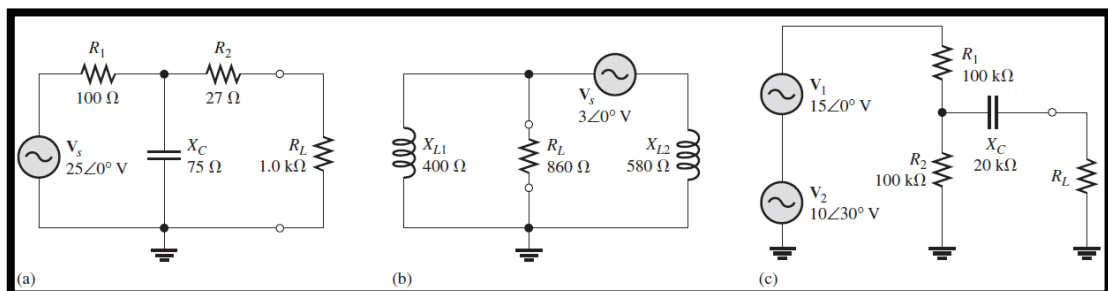 R1
100 Ω
R2
27 Ω
Vs
25∠0° V
XC
75 Ω
RL
1.0 kΩ
(a)
Vs
3∠0° V
XL1
400 Ω
RL
860 Ω
XL2
580 Ω
(b)
V1
15∠0° V
V2
10∠30° V
R1
100 kΩ
R2
100 kΩ
XC
20 kΩ
RL
(c)